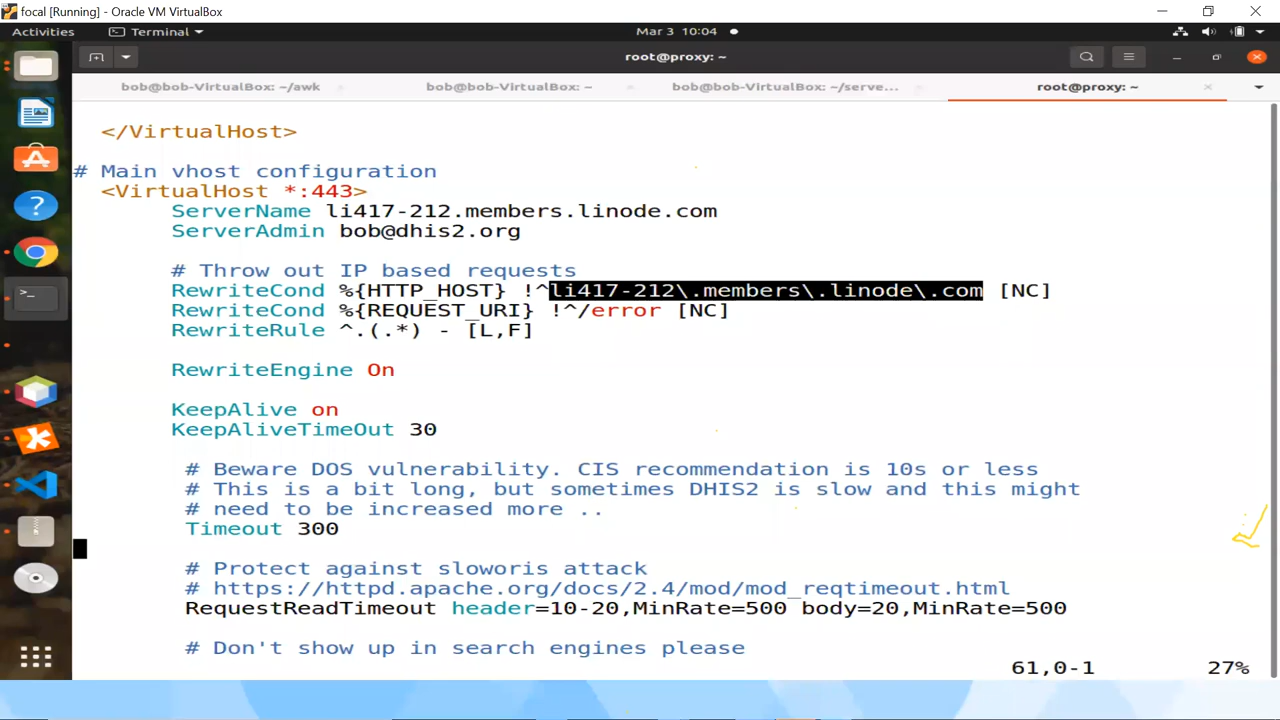 focal [Running] - Oracle VM VirtualBox
Activities Terminal Mar 3 10:04
root@proxy: ~
bob@bob-VirtualBox: ~/awk bob@bob-VirtualBox: ~ bob@bob-VirtualBox: ~/serve... root@proxy: ~
</VirtualHost>
# Main vhost configuration
<VirtualHost *:443>
ServerName li417-212.members.linode.com
ServerAdmin bob@dhis2.org
# Throw out IP based requests
RewriteCond %{HTTP_HOST} !^li417-212\.members\.linode\.com [NC]
RewriteCond %{REQUEST_URI} !^/error [NC]
RewriteRule ^.(.*) - [L,F]
RewriteEngine On
KeepAlive on
KeepAliveTimeOut 30
# Beware DOS vulnerability. CIS recommendation is 10s or less
# This is a bit long, but sometimes DHIS2 is slow and this might
# need to be increased more ..
Timeout 300
# Protect against sloworis attack
# https://httpd.apache.org/docs/2.4/mod/mod_reqtimeout.html
RequestReadTimeout header=10-20,MinRate=500 body=20,MinRate=500
# Don't show up in search engines please
61,0-1 27%